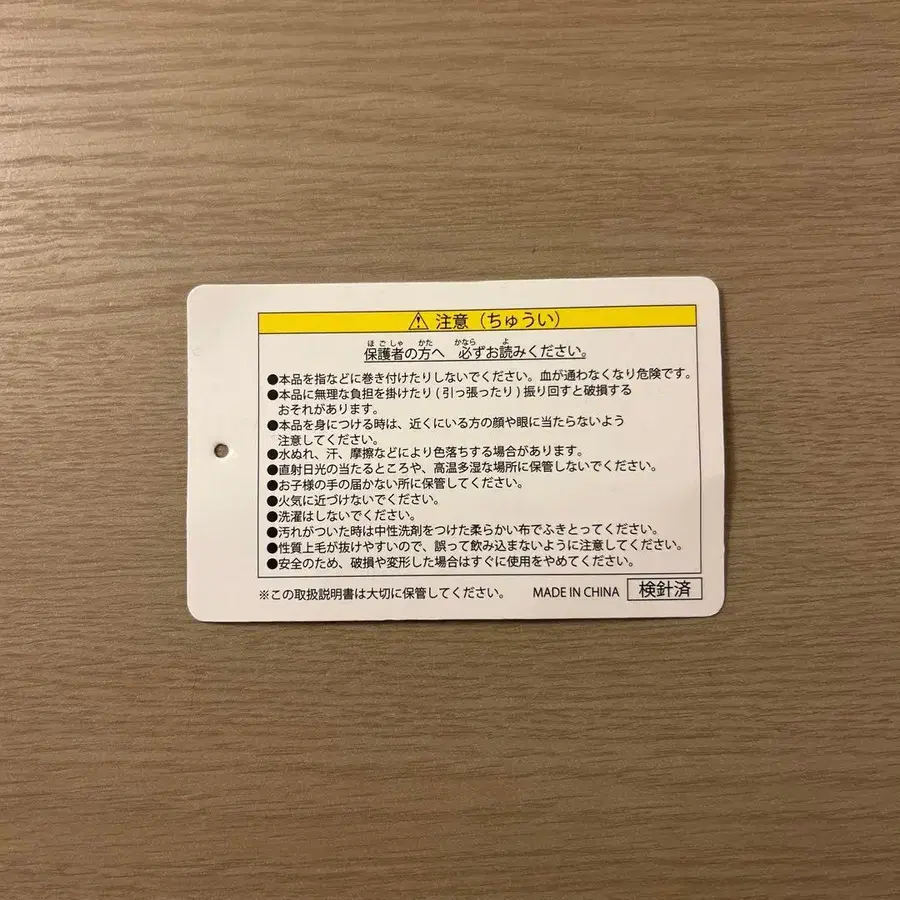 ⚠ 注意（ちゅうい）
ほごしゃ かた かなら よ
保護者の方へ 必ずお読みください。
●本品を指などに巻き付けたりしないでください。血が通わなくなり危険です。
●本品に無理な負担を掛けたり(引っ張ったり)振り回すと破損する
おそれがあります。
●本品を身につける時は、近くにいる方の顔や眼に当たらないよう
注意してください。
●水ぬれ、汗、摩擦などにより色落ちする場合があります。
●直射日光の当たるところや、高温多湿な場所に保管しないでください。
●お子様の手の届かない所に保管してください。
●火気に近づけないでください。
●洗濯はしないでください。
●汚れがついた時は中性洗剤をつけた柔らかい布でふきとってください。
●性質上毛が抜けやすいので、誤って飲み込まないように注意してください。
●安全のため、破損や変形した場合はすぐに使用をやめてください。
※この取扱説明書は大切に保管してください。 MADE IN CHINA 検針済